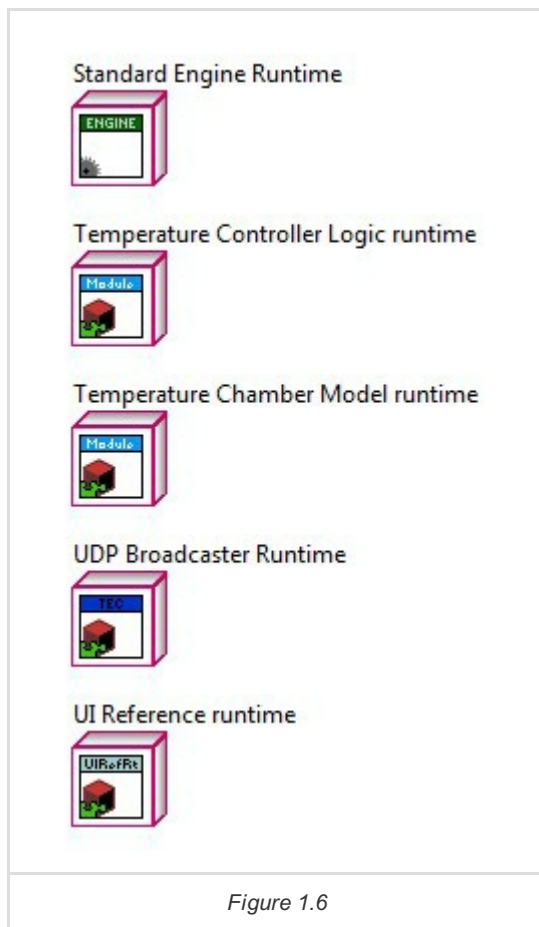 Standard Engine Runtime
ENGINE
Temperature Controller Logic runtime
Module
Temperature Chamber Model runtime
Module
UDP Broadcaster Runtime
TEC
UI Reference runtime
UIRefRt
Figure 1.6